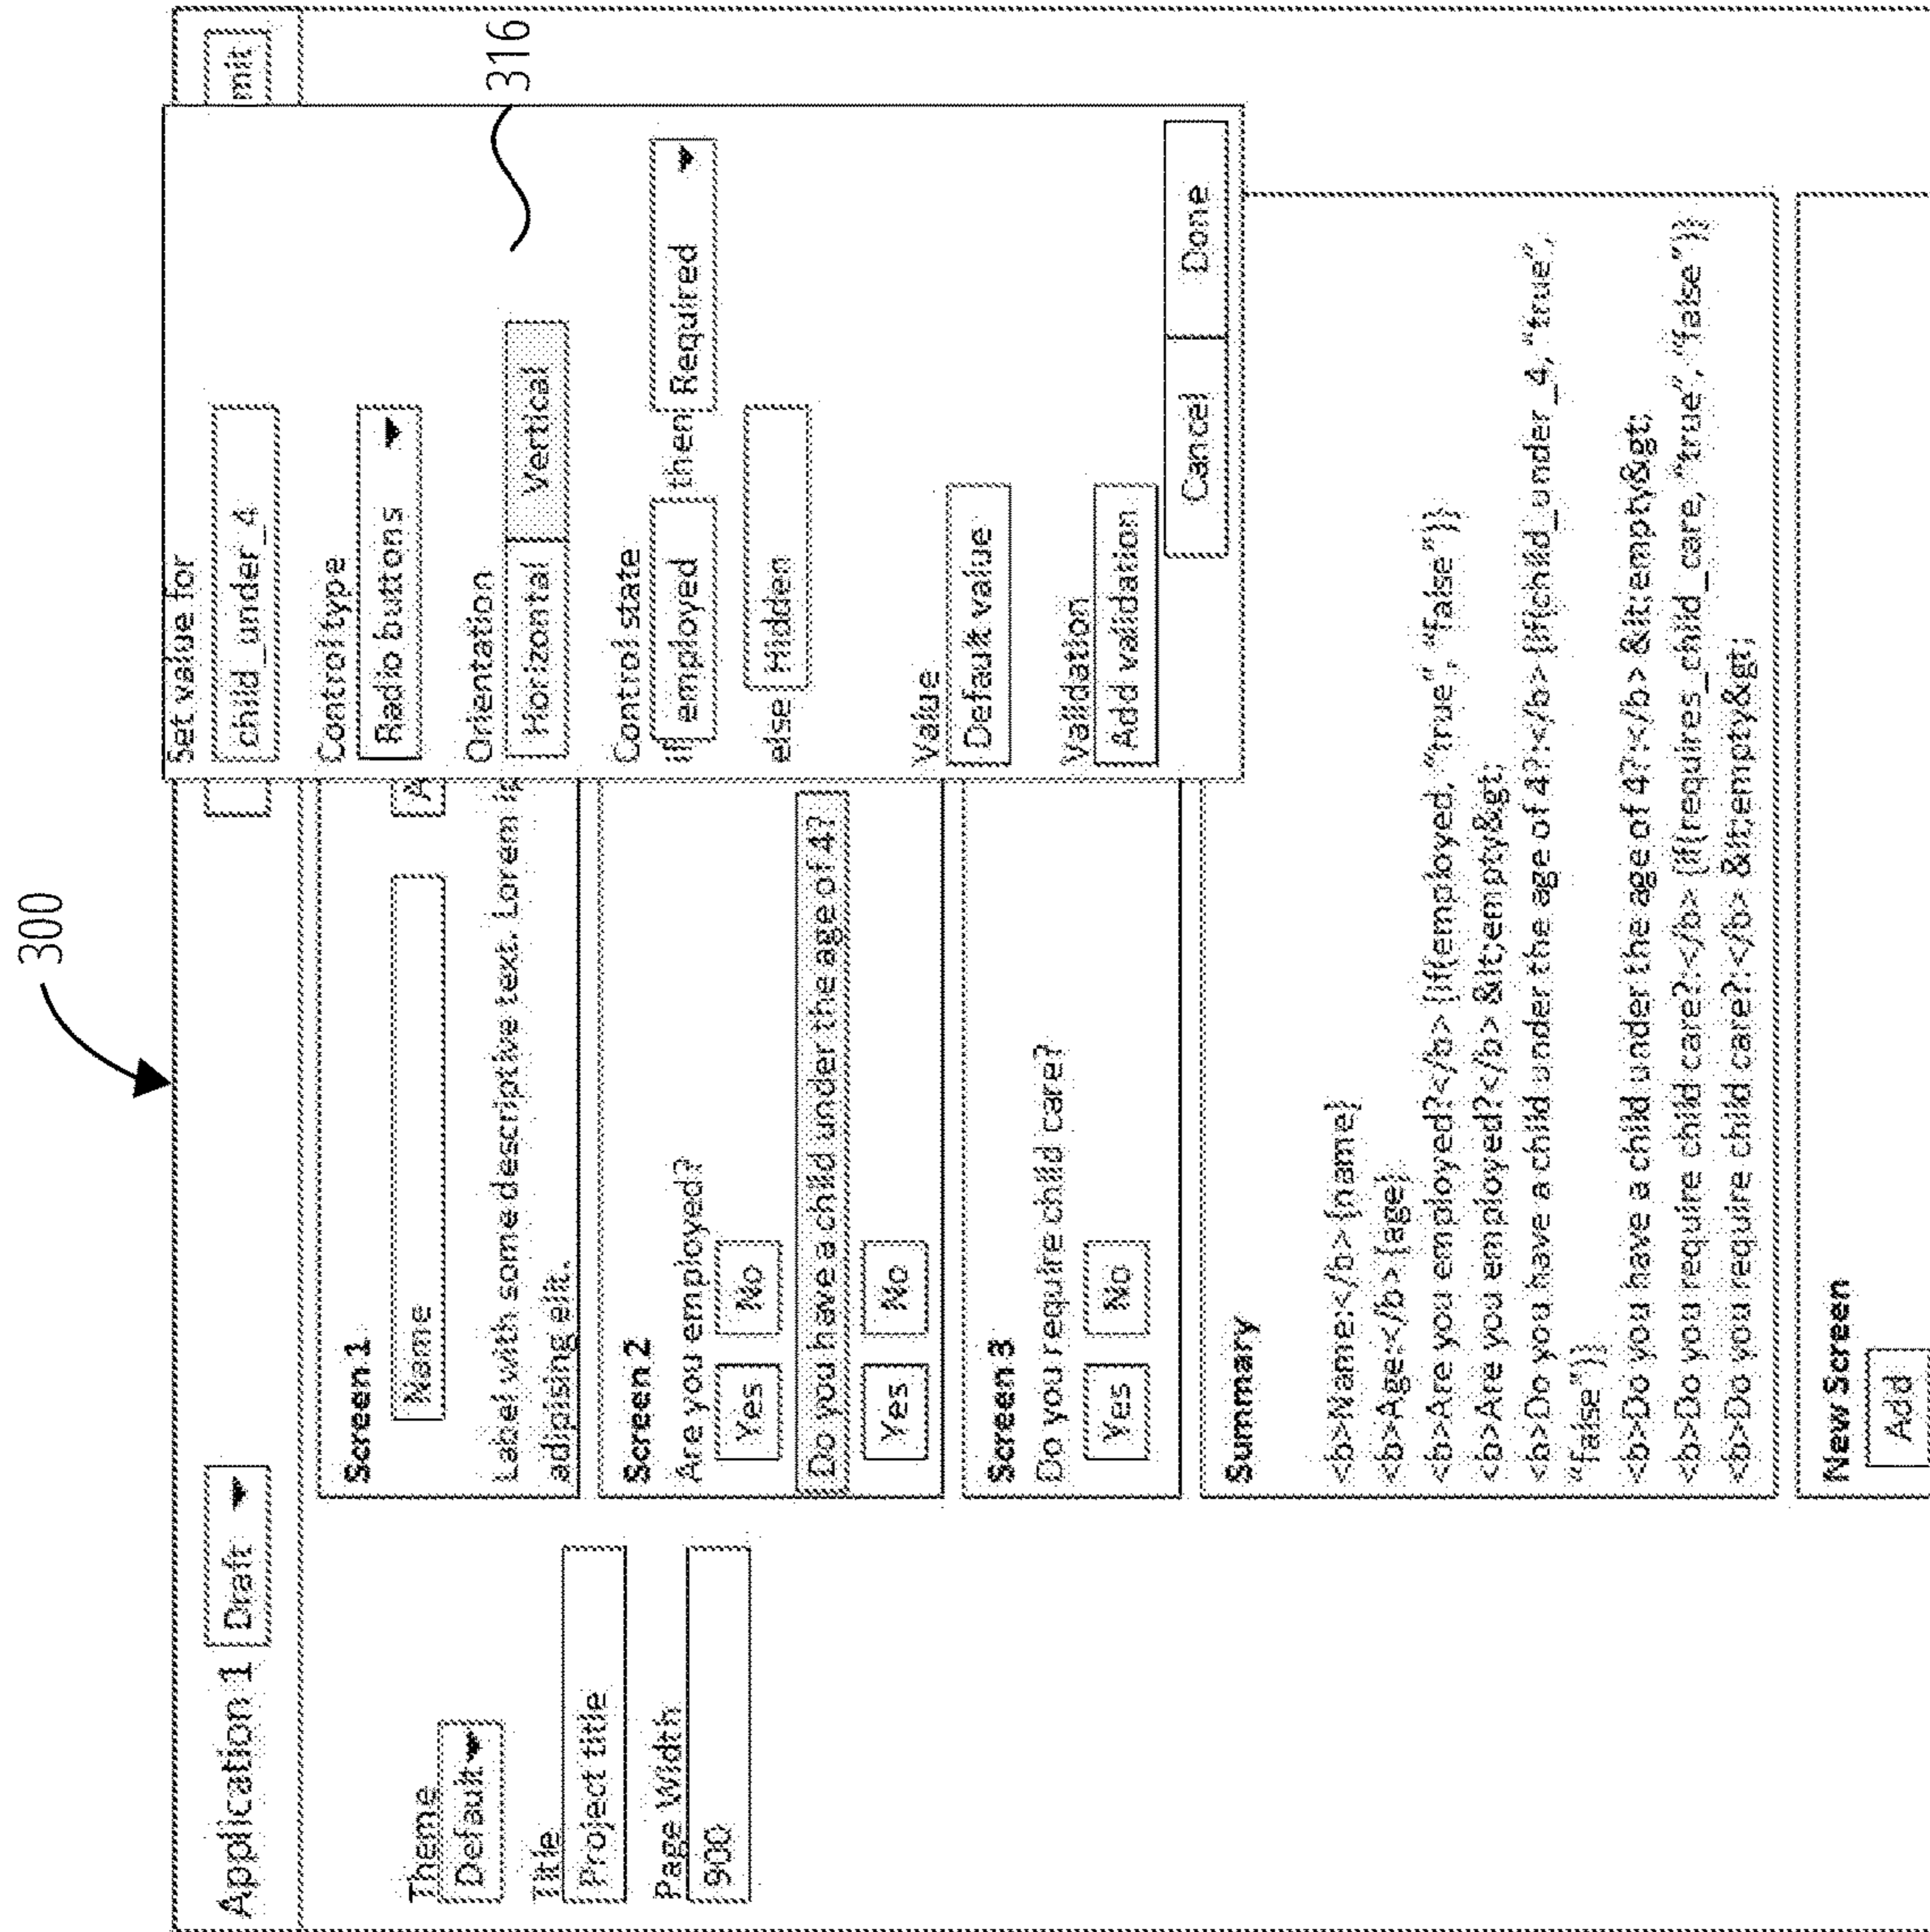 300
Application 1 Draft
mit
Theme
Default
Title
Project title
Page Width
900
Screen 1
Name
A
Label with some descriptive text. Lorem ip
adipising elit.
Screen 2
Are you employed?
Yes No
Do you have a child under the age of 4?
Yes No
Screen 3
Do you require child care?
Yes No
Set value for
child_under_4
Control type
Radio buttons
Orientation
Horizontal Vertical
316
Control state
if employed then Required
else Hidden
Value
Default value
Validation
Add validation
Cancel Done
Summary
<b>Name:</b> {name}
<b>Age:</b> {age}
<b>Are you employed?</b> {if(employed, "true", "false")}
<b>Are you employed?</b> &lt;empty&gt;
<b>Do you have a child under the age of 4?:</b> {if(child_under_4, "true",
"false")}
<b>Do you have a child under the age of 4?:</b> &lt;empty&gt;
<b>Do you require child care?:</b> {if(requires_child_care, "true", "false")}
<b>Do you require child care?:</b> &lt;empty&gt;
New Screen
Add